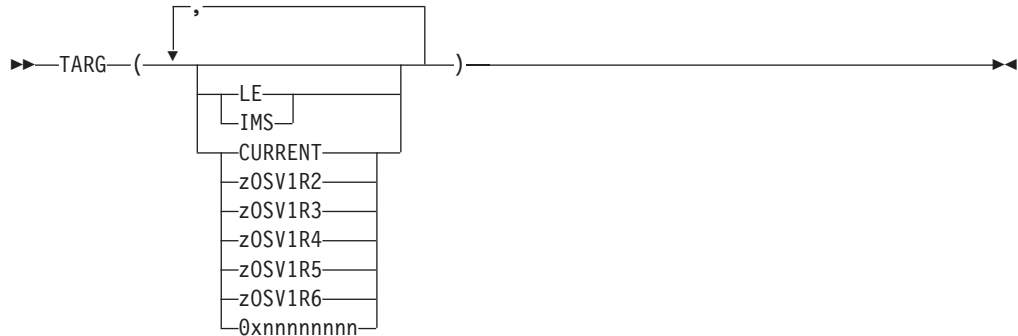 ,
TARG ( )
LE
IMS
CURRENT
zOSV1R2
zOSV1R3
zOSV1R4
zOSV1R5
zOSV1R6
0xnnnnnnnn